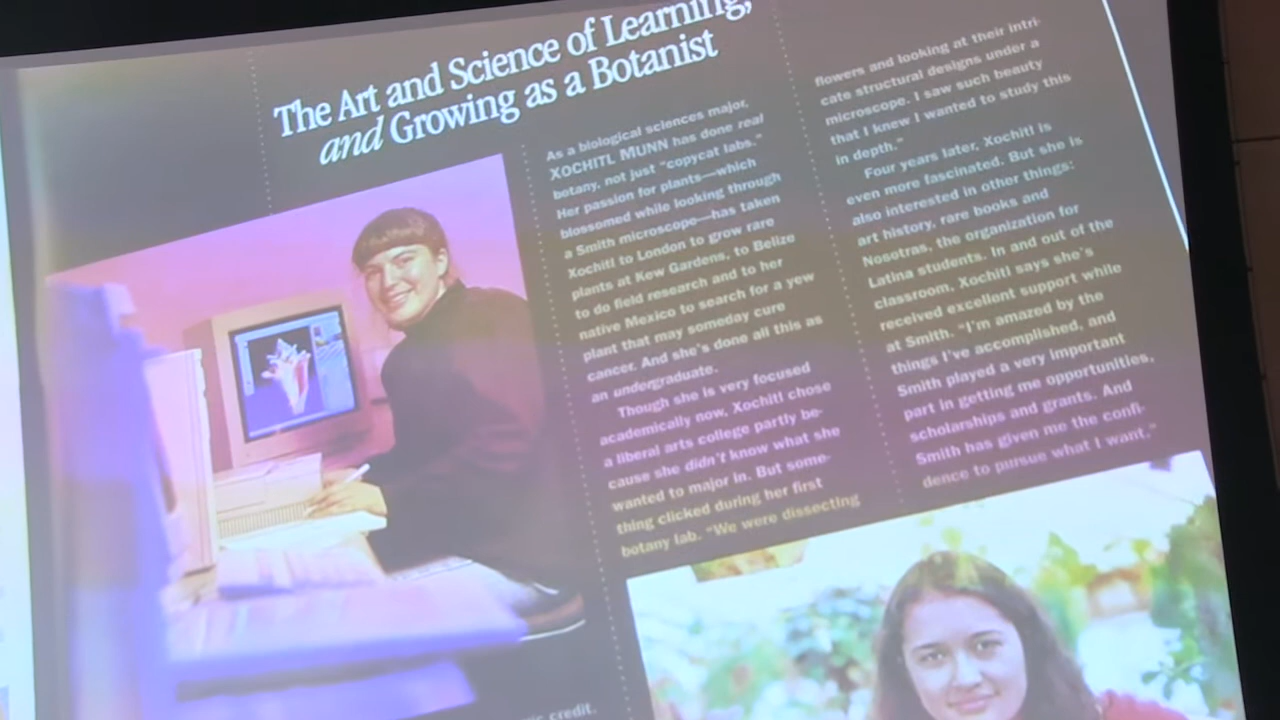 The Art and Science of Learning,
and Growing as a Botanist
As a biological sciences major,
XOCHITL MUNN has done real
botany, not just "copycat labs."
Her passion for plants—which
blossomed while looking through
a Smith microscope—has taken
Xochitl to London to grow rare
plants at Kew Gardens, to Belize
to do field research and to her
native Mexico to search for a yew
plant that may someday cure
cancer. And she's done all this as
an undergraduate.
Though she is very focused
academically now, Xochitl chose
a liberal arts college partly be-
cause she didn't know what she
wanted to major in. But some-
thing clicked during her first
botany lab. "We were dissecting
flowers and looking at their intri-
cate structural designs under a
microscope. I saw such beauty
that I knew I wanted to study this
in depth."
Four years later, Xochitl is
even more fascinated. But she is
also interested in other things:
art history, rare books and
Nosotras, the organization for
Latina students. In and out of the
classroom, Xochitl says she's
received excellent support while
at Smith. "I'm amazed by the
things I've accomplished, and
Smith played a very important
part in getting me opportunities,
scholarships and grants. And
Smith has given me the confi-
dence to pursue what I want."
credit.